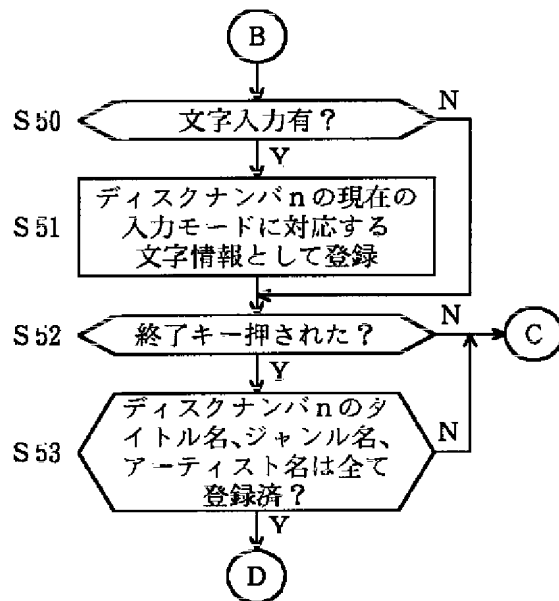 B
S50
文字入力有?
N
Y
S51
ディスクナンバnの現在の
入力モードに対応する
文字情報として登録
S52
終了キー押された?
N
C
Y
S53
ディスクナンバnのタ
イトル名、ジャンル名、
アーティスト名は全て
登録済?
N
Y
D